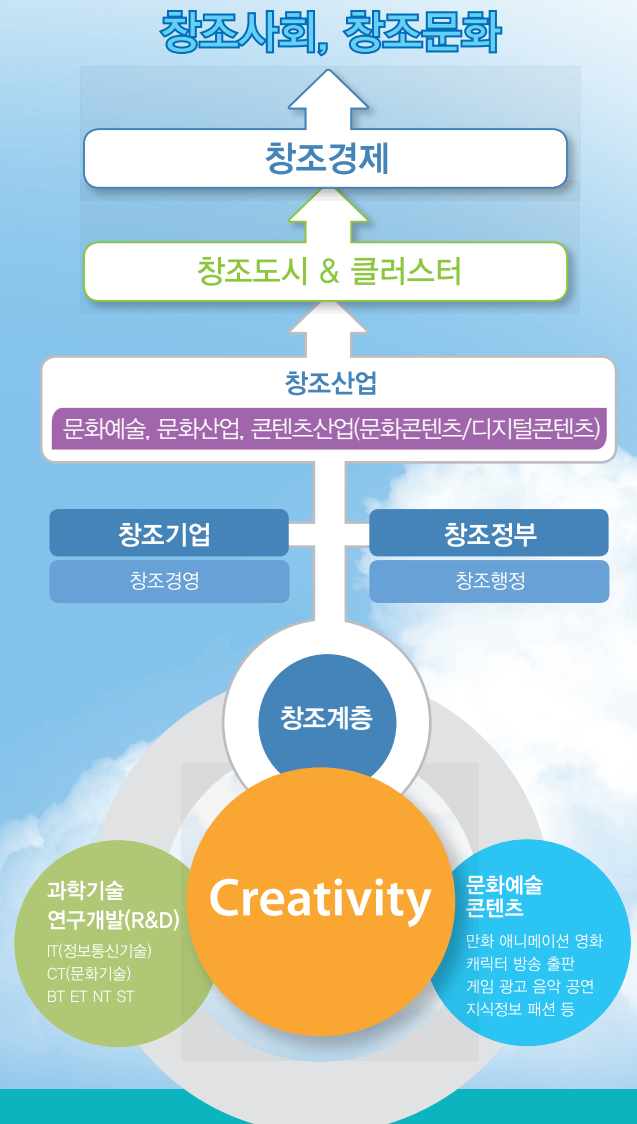 창조사회, 창조문화
창조경제
창조도시 & 클러스터
창조산업
문화예술, 문화산업, 콘텐츠산업(문화콘텐츠/디지털콘텐츠)
창조기업
창조경영
창조정부
창조행정
창조계층
Creativity
과학기술
연구개발(R&D)
IT(정보통신기술)
CT(문화기술)
BT ET NT ST
문화예술
콘텐츠
만화 애니메이션 영화
캐릭터 방송 출판
게임 광고 음악 공연
지식정보 패션 등